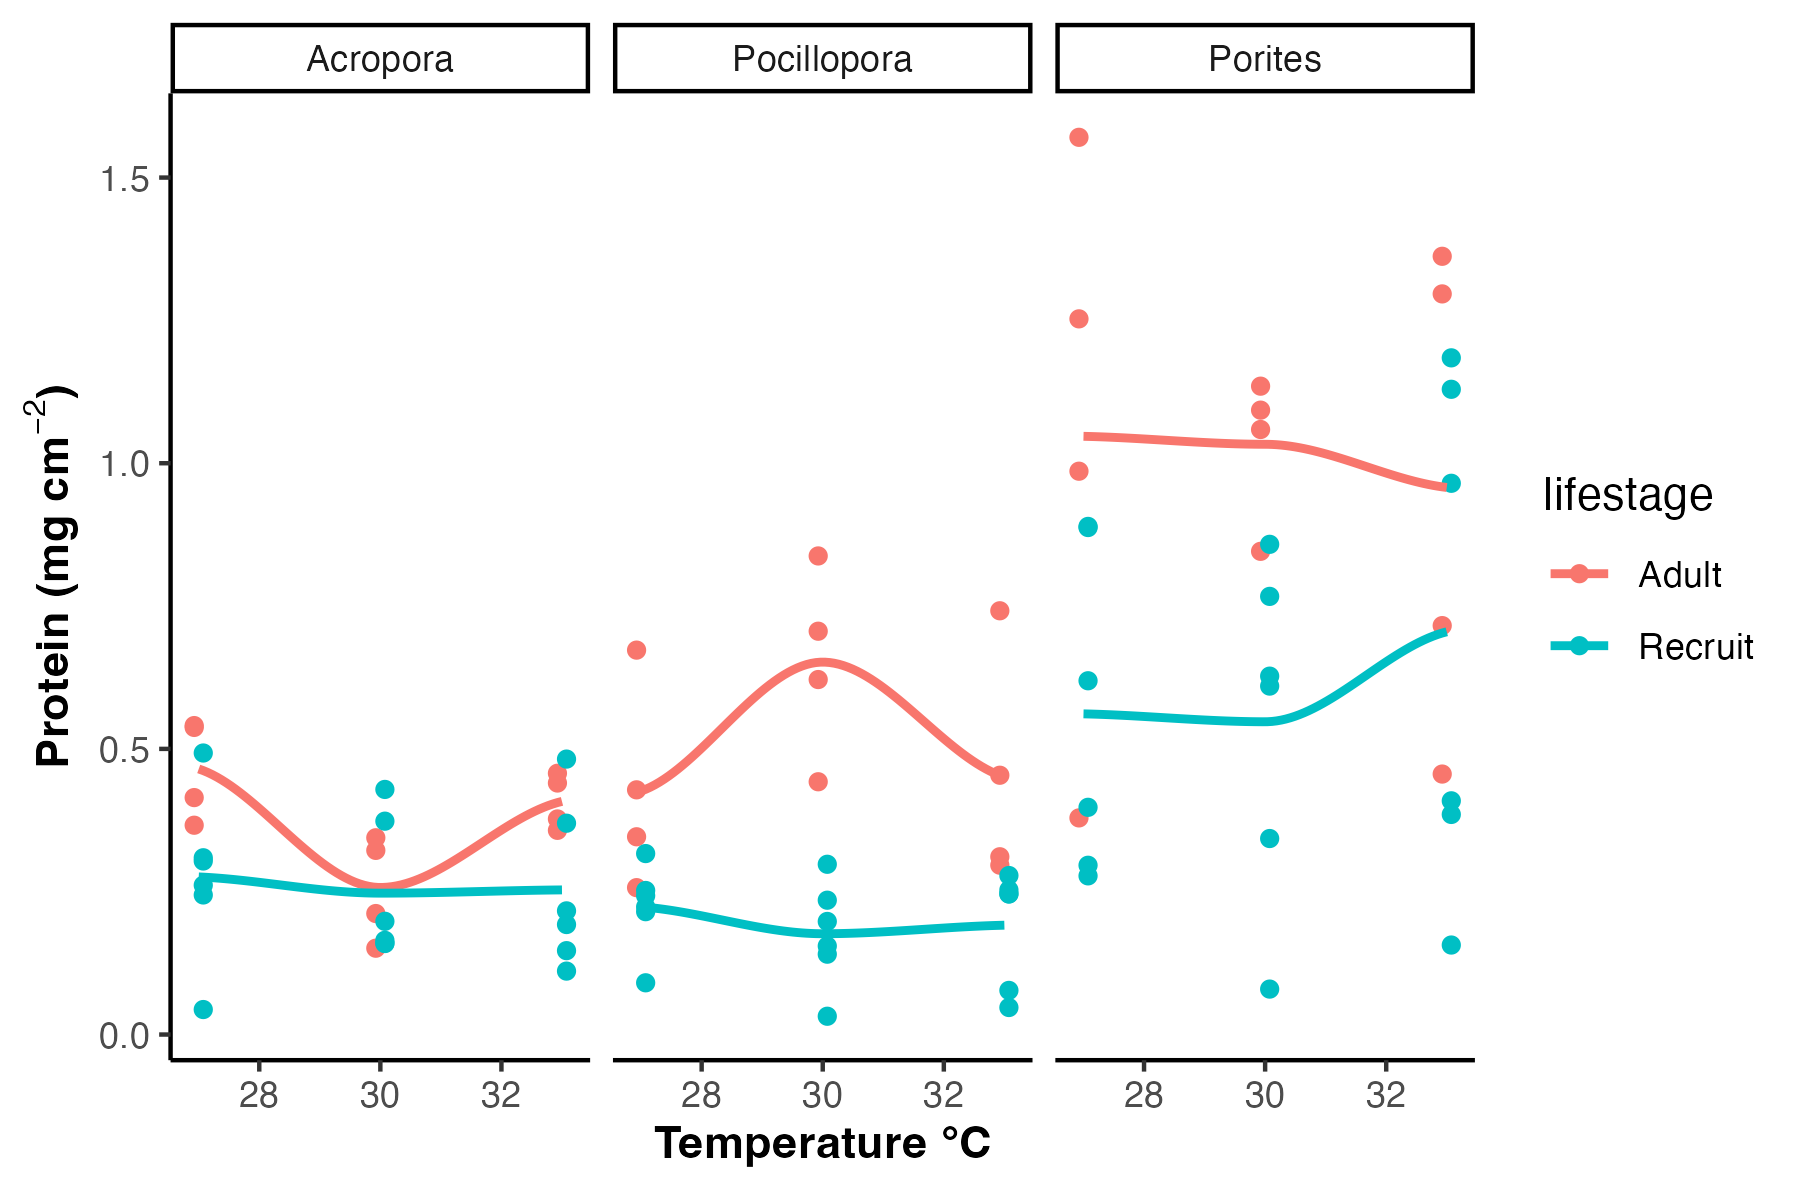 Acropora
Pocillopora
Porites
1.5
1.0
0.5
0.0
Protein (mg cm⁻²)
28 30 32
28 30 32
28 30 32
Temperature °C
lifestage
Adult
Recruit